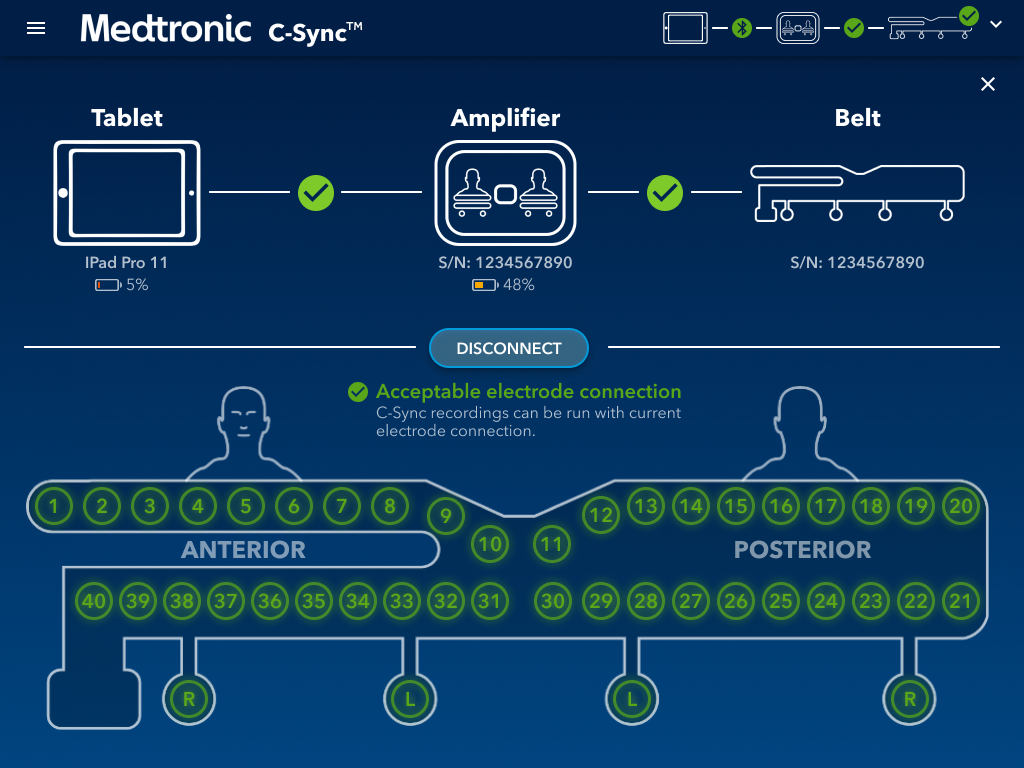 Medtronic C-Sync™
Tablet
Amplifier
Belt
IPad Pro 11
S/N: 1234567890
S/N: 1234567890
5%
48%
DISCONNECT
Acceptable electrode connection
C-Sync recordings can be run with current
electrode connection.
1 2 3 4 5 6 7 8 9 10 11 12 13 14 15 16 17 18 19 20
ANTERIOR
POSTERIOR
40 39 38 37 36 35 34 33 32 31 30 29 28 27 26 25 24 23 22 21
R L L R